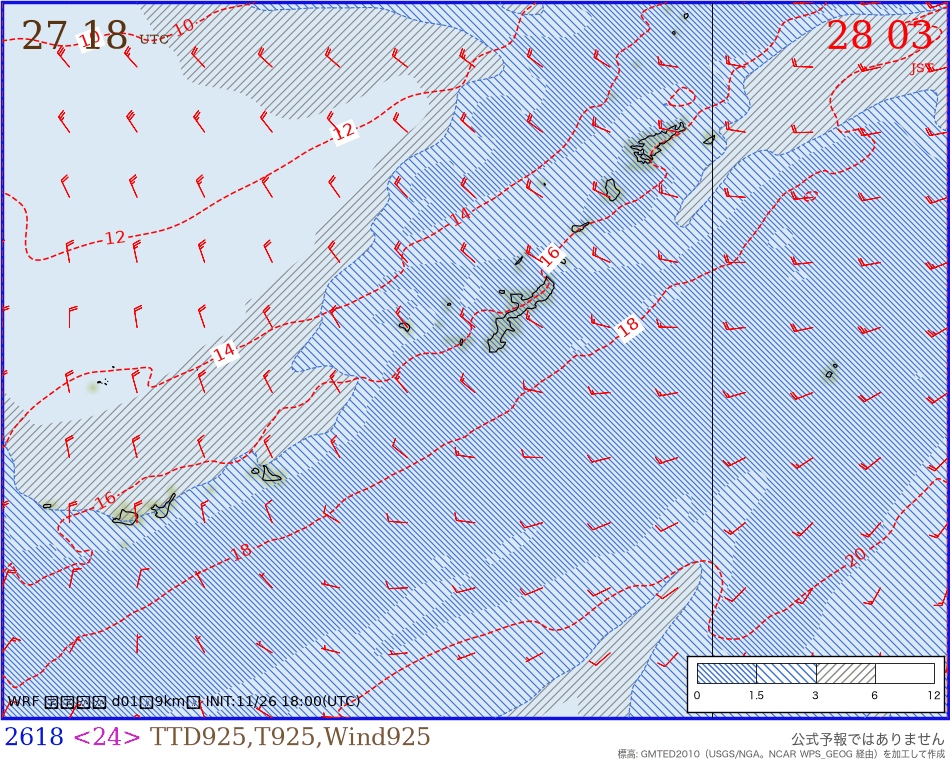 27 18 UTC
28 03
JST
10
10
12
12
14
14
16
16
18
18
20
WRF d01 9km INIT:11/26 18:00(UTC)
0 1.5 3 6 12
2618 <24> TTD925,T925,Wind925
公式予報ではありません
標高: GMTED2010（USGS/NGA。NCAR WPS_GEOG 経由）を加工して作成